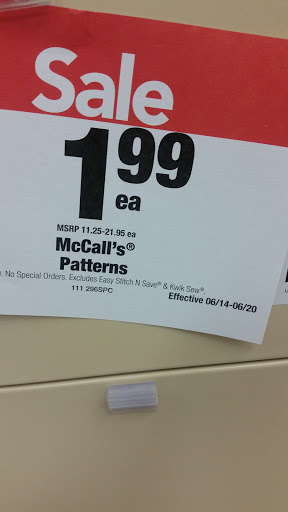 Sale
1.99
ea
MSRP 11.25-21.95 ea
McCall's®
Patterns
. No Special Orders. Excludes Easy Stitch N Save® & Kwik Sew®.
111 296SPC
Effective 06/14-06/20